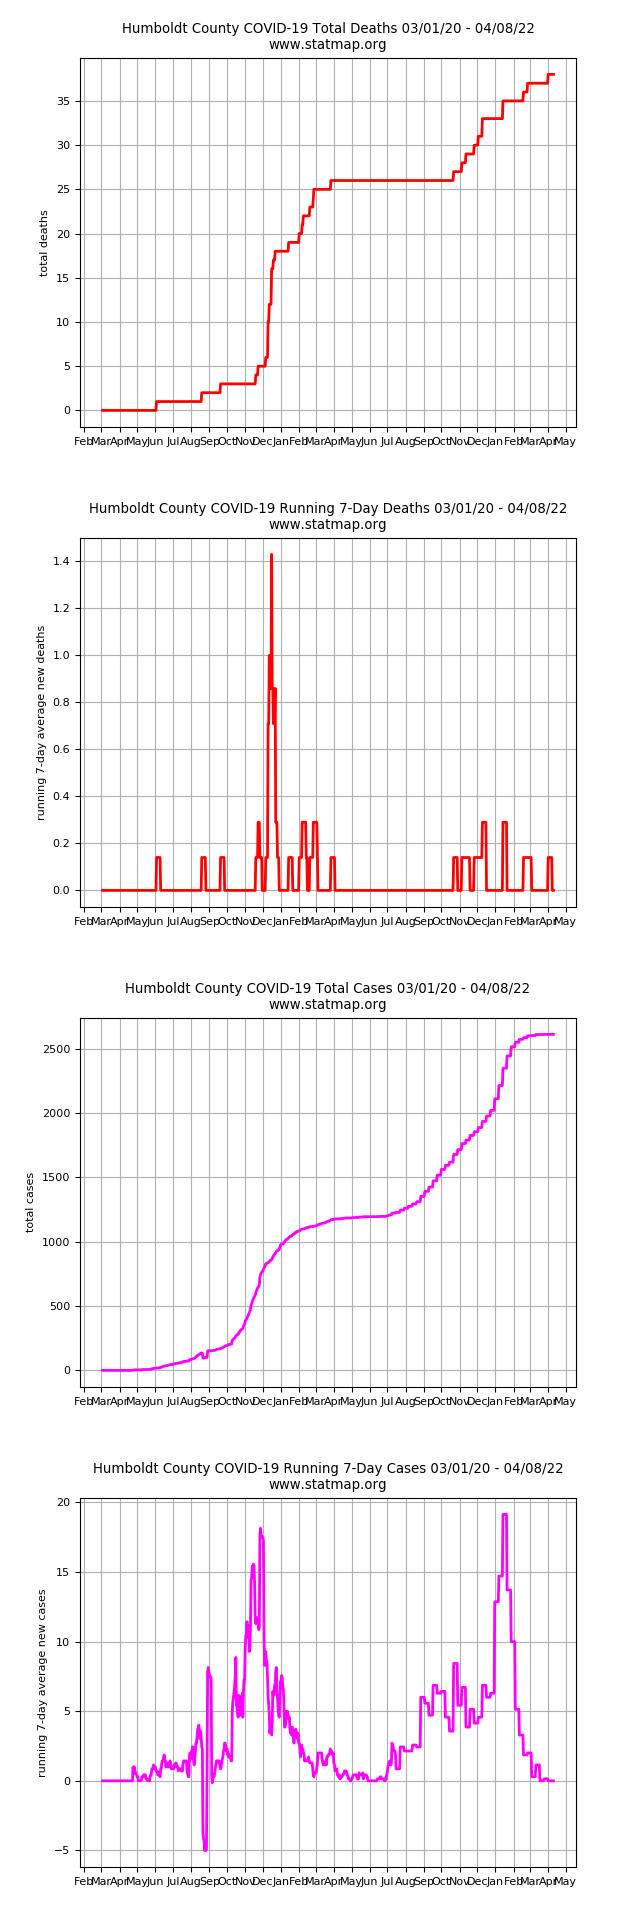 Humboldt County COVID-19 Total Deaths 03/01/20 - 04/08/22
www.statmap.org
total deaths
35
30
25
20
15
10
5
0
Feb Mar Apr May Jun Jul Aug Sep Oct Nov Dec Jan Feb Mar Apr May Jun Jul Aug Sep Oct Nov Dec Jan Feb Mar Apr May
Humboldt County COVID-19 Running 7-Day Deaths 03/01/20 - 04/08/22
www.statmap.org
running 7-day average new deaths
1.4
1.2
1.0
0.8
0.6
0.4
0.2
0.0
Feb Mar Apr May Jun Jul Aug Sep Oct Nov Dec Jan Feb Mar Apr May Jun Jul Aug Sep Oct Nov Dec Jan Feb Mar Apr May
Humboldt County COVID-19 Total Cases 03/01/20 - 04/08/22
www.statmap.org
total cases
2500
2000
1500
1000
500
0
Feb Mar Apr May Jun Jul Aug Sep Oct Nov Dec Jan Feb Mar Apr May Jun Jul Aug Sep Oct Nov Dec Jan Feb Mar Apr May
Humboldt County COVID-19 Running 7-Day Cases 03/01/20 - 04/08/22
www.statmap.org
running 7-day average new cases
20
15
10
5
0
−5
Feb Mar Apr May Jun Jul Aug Sep Oct Nov Dec Jan Feb Mar Apr May Jun Jul Aug Sep Oct Nov Dec Jan Feb Mar Apr May